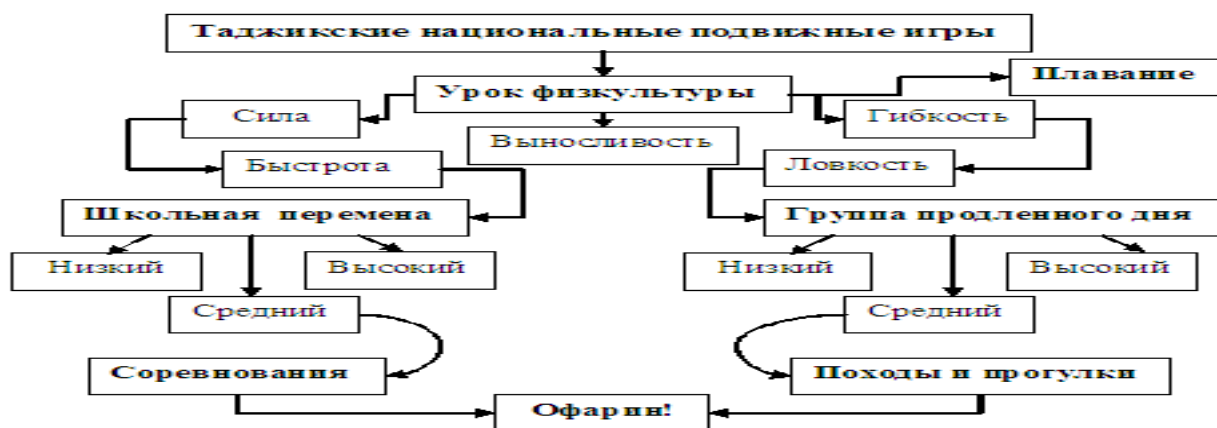 Таджикские национальные подвижные игры
Плавание
Урок физкультуры
Сила
Гибкость
Выносливость
Быстрота
Ловкость
Школьная перемена
Группа продленного дня
Низкий
Высокий
Низкий
Высокий
Средний
Средний
Соревнования
Походы и прогулки
Офарин!